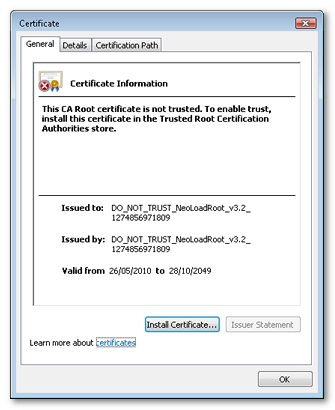 Certificate
General
Details
Certification Path
Certificate Information
This CA Root certificate is not trusted. To enable trust,
install this certificate in the Trusted Root Certification
Authorities store.
Issued to: DO_NOT_TRUST_NeoLoadRoot_v3.2_
1274856971809
Issued by: DO_NOT_TRUST_NeoLoadRoot_v3.2_
1274856971809
Valid from 26/05/2010 to 28/10/2049
Install Certificate...
Issuer Statement
Learn more about certificates
OK